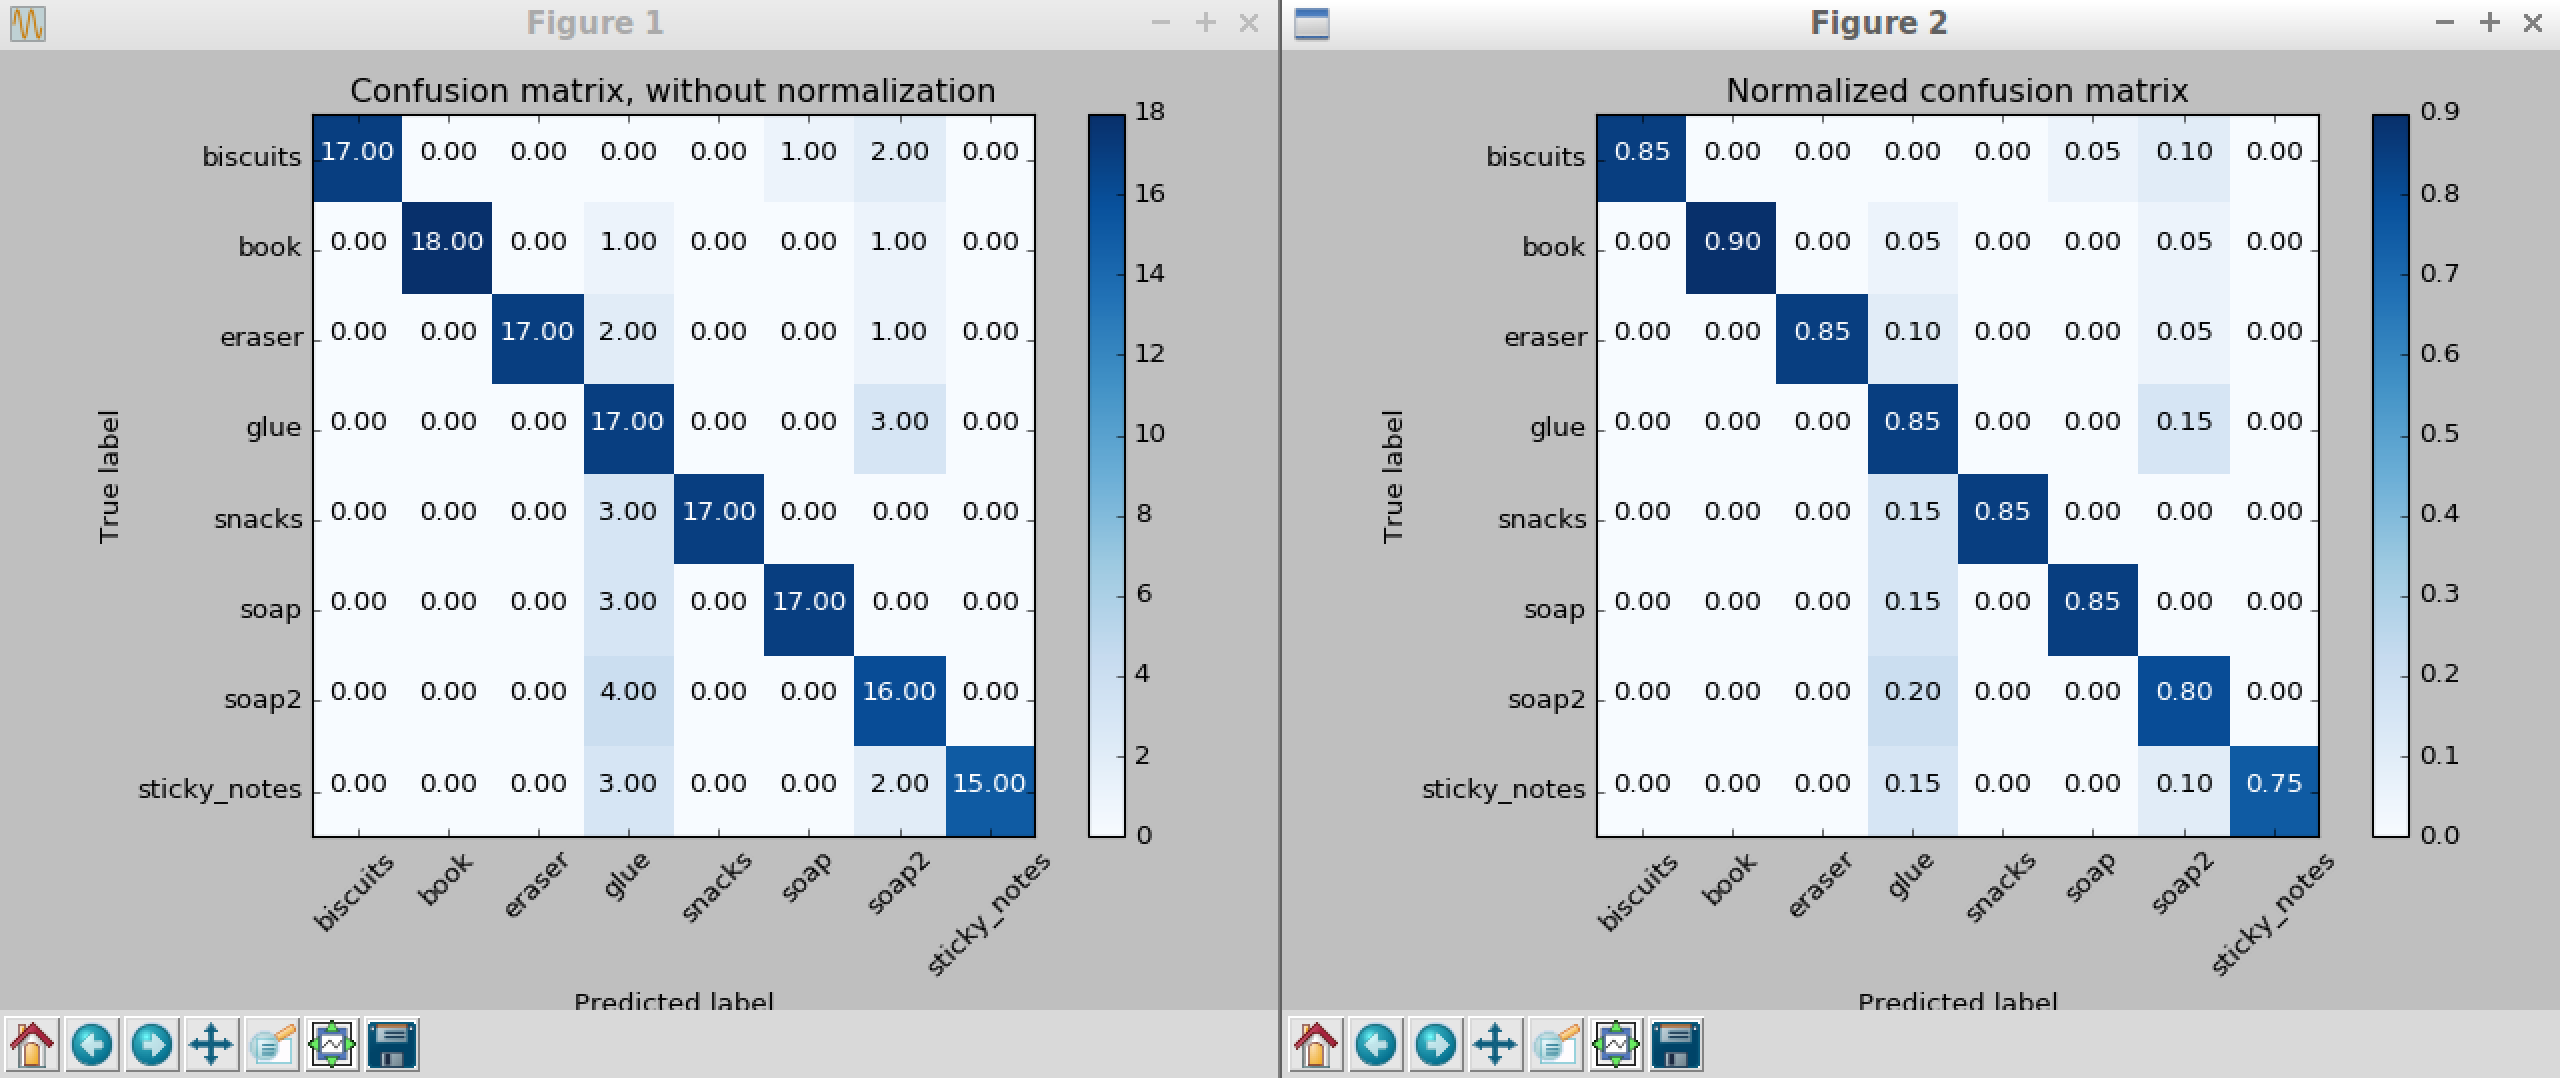 Figure 1
Confusion matrix, without normalization
biscuits 17.00 0.00 0.00 0.00 0.00 1.00 2.00 0.00
book 0.00 18.00 0.00 1.00 0.00 0.00 1.00 0.00
eraser 0.00 0.00 17.00 2.00 0.00 0.00 1.00 0.00
glue 0.00 0.00 0.00 17.00 0.00 0.00 3.00 0.00
snacks 0.00 0.00 0.00 3.00 17.00 0.00 0.00 0.00
soap 0.00 0.00 0.00 3.00 0.00 17.00 0.00 0.00
soap2 0.00 0.00 0.00 4.00 0.00 0.00 16.00 0.00
sticky_notes 0.00 0.00 0.00 3.00 0.00 0.00 2.00 15.00
True label
biscuits book eraser glue snacks soap soap2 sticky_notes
Predicted label
18
16
14
12
10
8
6
4
2
0
Figure 2
Normalized confusion matrix
biscuits 0.85 0.00 0.00 0.00 0.00 0.05 0.10 0.00
book 0.00 0.90 0.00 0.05 0.00 0.00 0.05 0.00
eraser 0.00 0.00 0.85 0.10 0.00 0.00 0.05 0.00
glue 0.00 0.00 0.00 0.85 0.00 0.00 0.15 0.00
snacks 0.00 0.00 0.00 0.15 0.85 0.00 0.00 0.00
soap 0.00 0.00 0.00 0.15 0.00 0.85 0.00 0.00
soap2 0.00 0.00 0.00 0.20 0.00 0.00 0.80 0.00
sticky_notes 0.00 0.00 0.00 0.15 0.00 0.00 0.10 0.75
True label
biscuits book eraser glue snacks soap soap2 sticky_notes
Predicted label
0.9
0.8
0.7
0.6
0.5
0.4
0.3
0.2
0.1
0.0